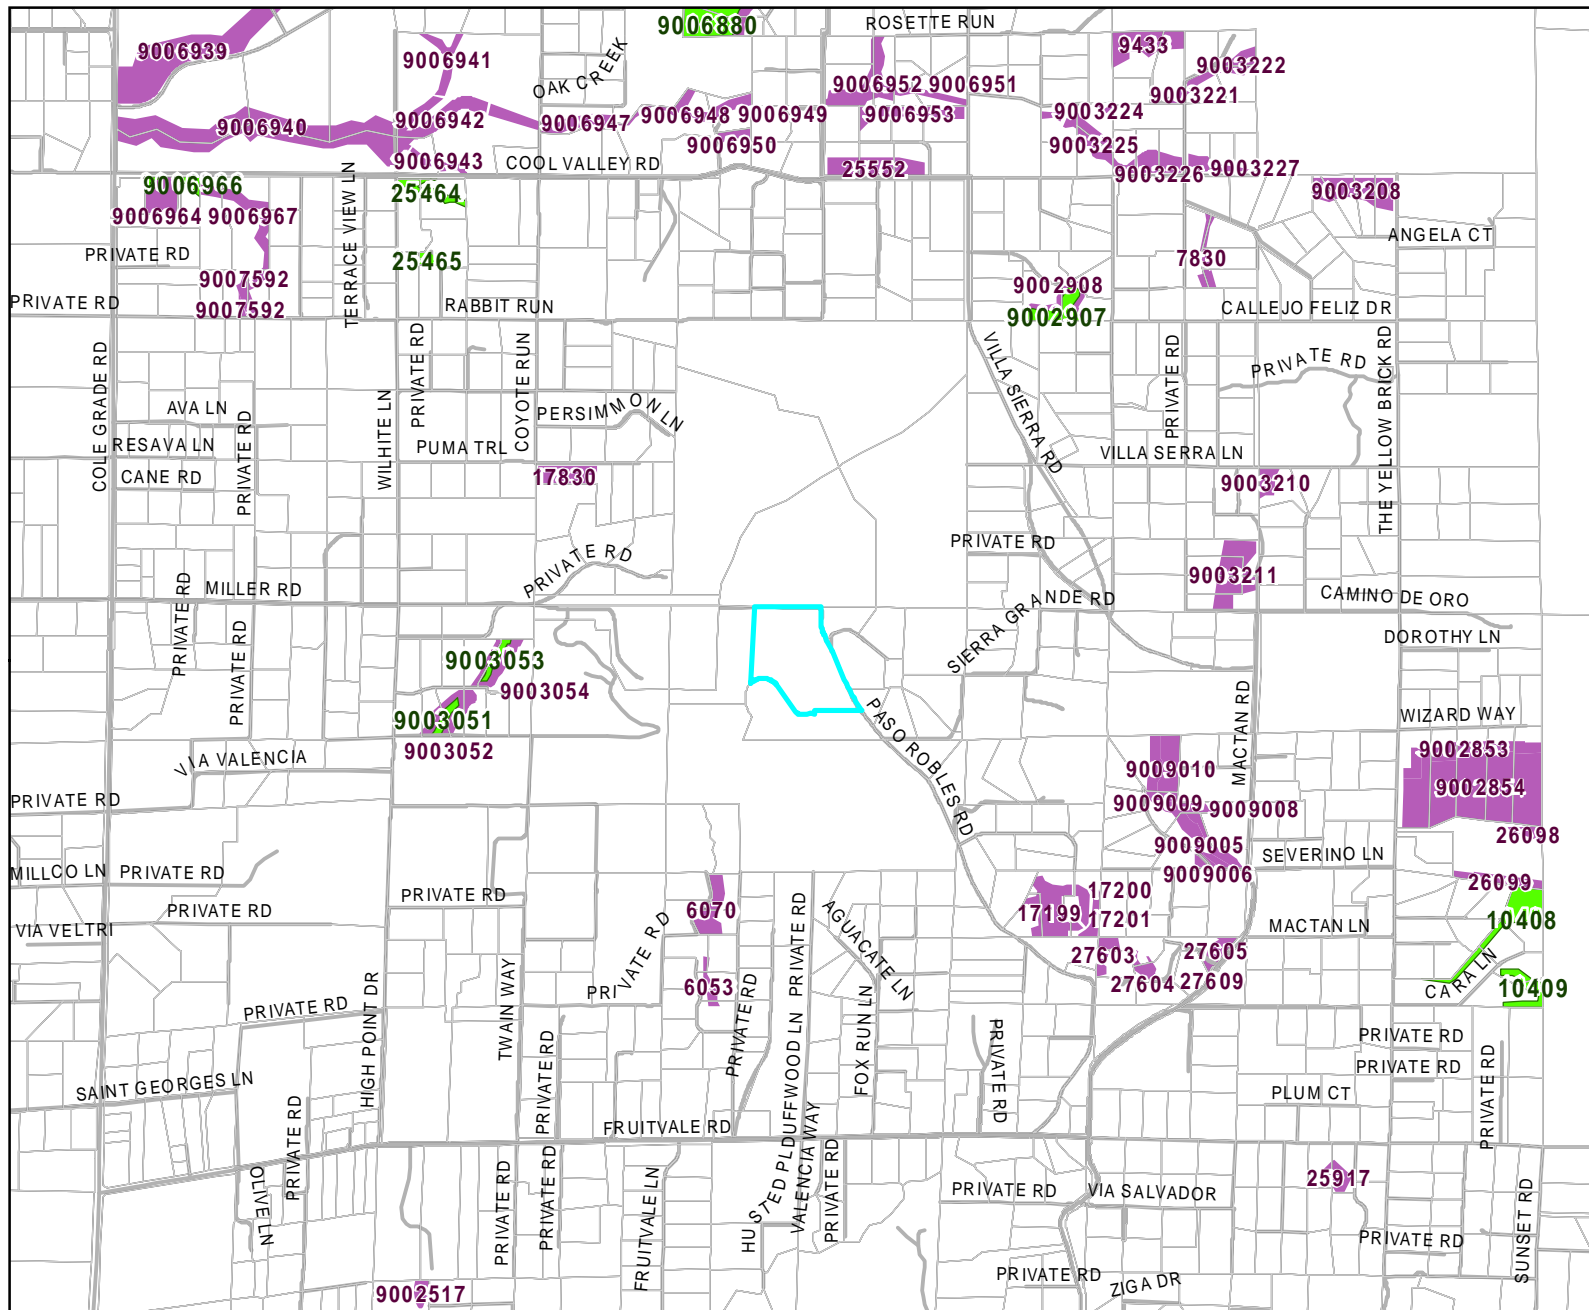 ROSETTE RUN
9006880
9006939
9006941
OAK CREEK
9433
9003222
9006952
9006951
9003221
9006940
9006942
9006947
9006948
9006949
9006953
9003224
9006950
9003225
9006943
COOL VALLEY RD
25552
9003226
9003227
9006966
TERRACE VIEW LN
25464
9003208
9006964
9006967
PRIVATE RD
25465
ANGELA CT
7830
9007592
9002908
PRIVATE RD
9007592
RABBIT RUN
9002907
CALLEJO FELIZ DR
COLE GRADE RD
PRIVATE RD
COYOTE RUN
VILLA SIERRA RD
PRIVATE RD
PRIVATE RD
THE YELLOW BRICK RD
AVA LN
PRIVATE RD
WILHITE LN
PERSIMMON LN
RESAVA LN
PUMA TRL
VILLA SERRA LN
CANE RD
17830
9003210
PRIVATE RD
PRIVATE RD
9003211
MILLER RD
PRIVATE RD
PRIVATE RD
SIERRA GRANDE RD
CAMINO DE ORO
DOROTHY LN
9003053
9003054
9003051
9003052
PASO ROBLES RD
MACTAN RD
WIZARD WAY
VIA VALENCIA
9002853
9009010
9002854
PRIVATE RD
9009009
9009008
26098
9009005
SEVERINO LN
MILLCO LN
PRIVATE RD
9009006
26099
PRIVATE RD
PRIVATE RD
6070
17199
17200
17201
10408
VIA VELTRI
MACTAN LN
PRIVATE RD
PRIVATE RD
AGUACATE LN
27603
27605
6053
27604
27609
CARA LN
10409
PRIVATE RD
HIGH POINT DR
TWAIN WAY
PRIVATE RD
PRIVATE RD
DUFFWOOD LN
FOX RUN LN
PRIVATE RD
PRIVATE RD
PRIVATE RD
SAINT GEORGES LN
PRIVATE RD
PLUM CT
PRIVATE RD
FRUITVALE RD
OLIVE LN
PRIVATE RD
PRIVATE RD
FRUITVALE LN
HUSTED PL
VALENCIA WAY
PRIVATE RD
PRIVATE RD
VIA SALVADOR
25917
PRIVATE RD
SUNSET RD
9002517
PRIVATE RD
ZIGA DR